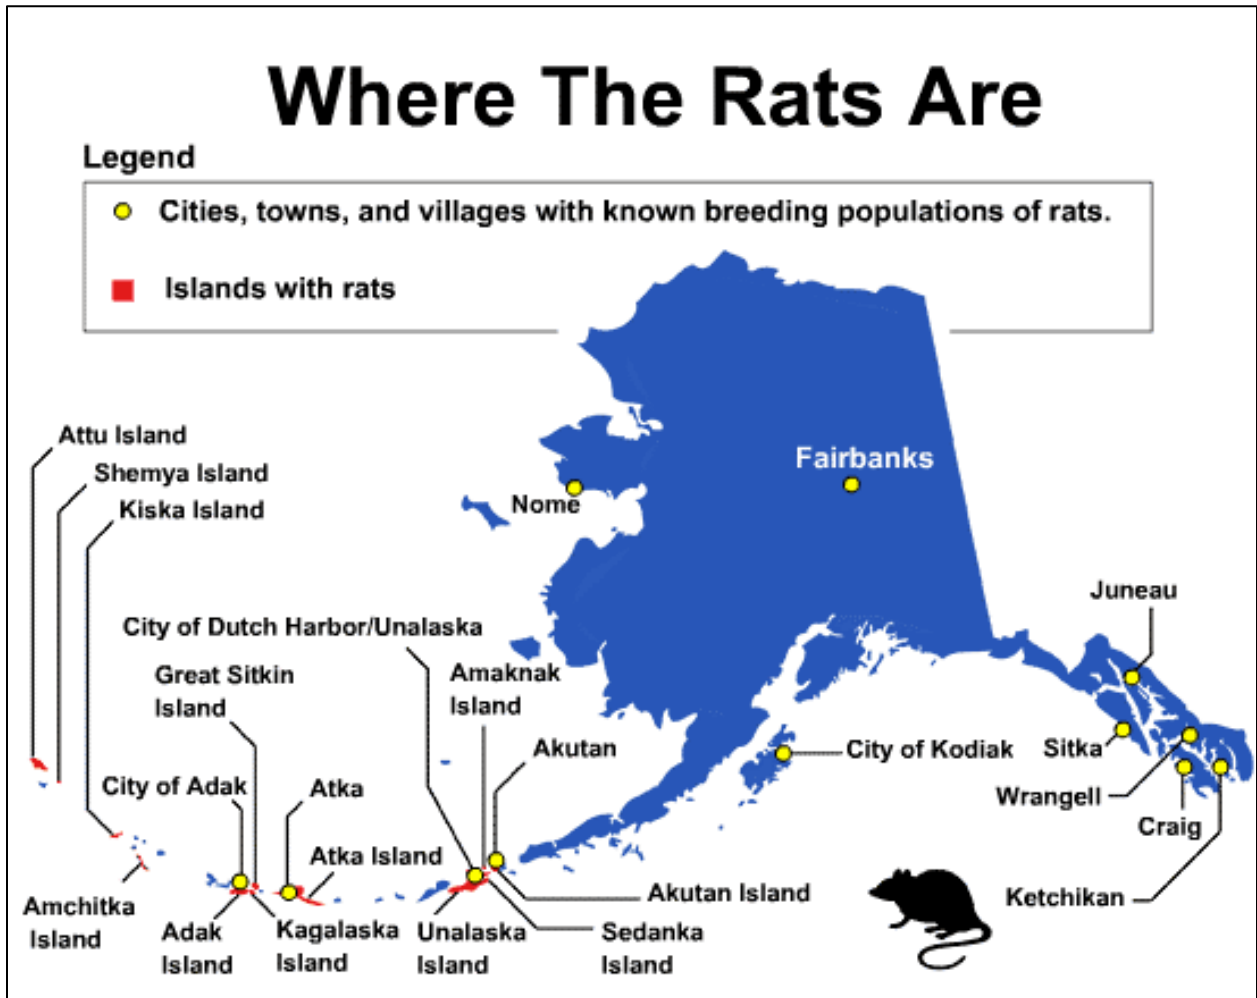 Where The Rats Are
Legend
Cities, towns, and villages with known breeding populations of rats.
Islands with rats
Attu Island
Shemya Island
Kiska Island
Nome
Fairbanks
Juneau
City of Dutch Harbor/Unalaska
Great Sitkin
Island
Amaknak
Island
Akutan
City of Kodiak
Sitka
Wrangell
Craig
Ketchikan
City of Adak
Atka
Atka Island
Akutan Island
Amchitka
Island
Adak
Island
Kagalaska
Island
Unalaska
Island
Sedanka
Island